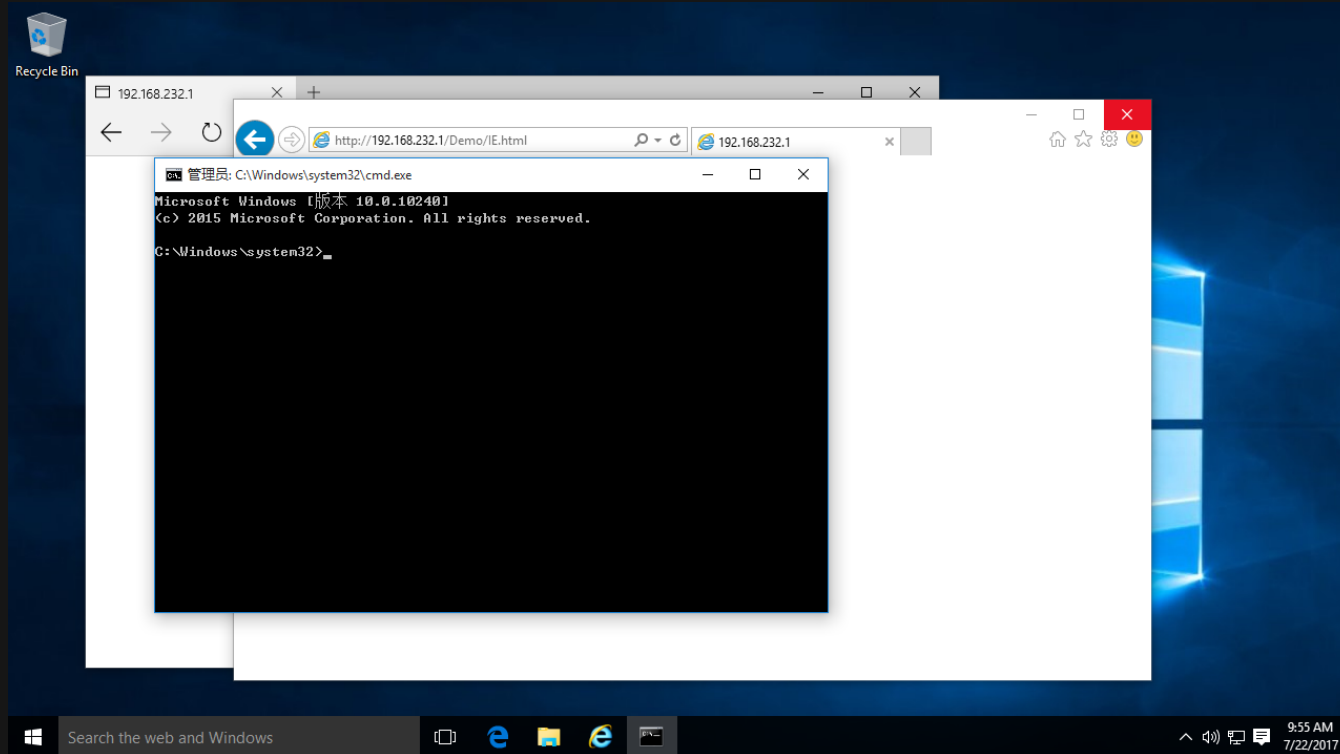 Recycle Bin
192.168.232.1
http://192.168.232.1/Demo/IE.html
192.168.232.1
管理员: C:\Windows\system32\cmd.exe
Microsoft Windows [版本 10.0.10240]
(c) 2015 Microsoft Corporation. All rights reserved.
C:\Windows\system32>
Search the web and Windows
9:55 AM
7/22/2017